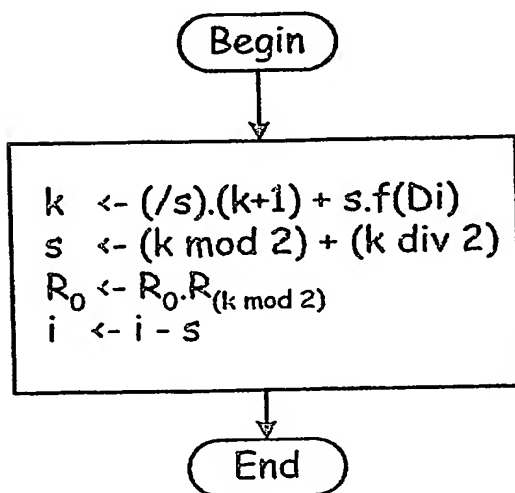 Begin
k <- (/s).(k+1) + s.f(Di)
s <- (k mod 2) + (k div 2)
R₀ <- R₀.R₍k mod 2₎
i <- i - s
End